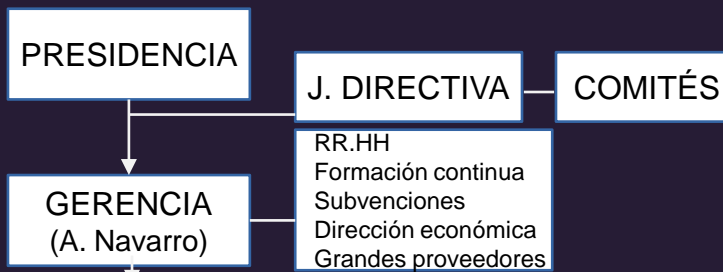 PRESIDENCIA
J. DIRECTIVA
COMITÉS
RR.HH
Formación continua
Subvenciones
Dirección económica
Grandes proveedores
GERENCIA
(A. Navarro)